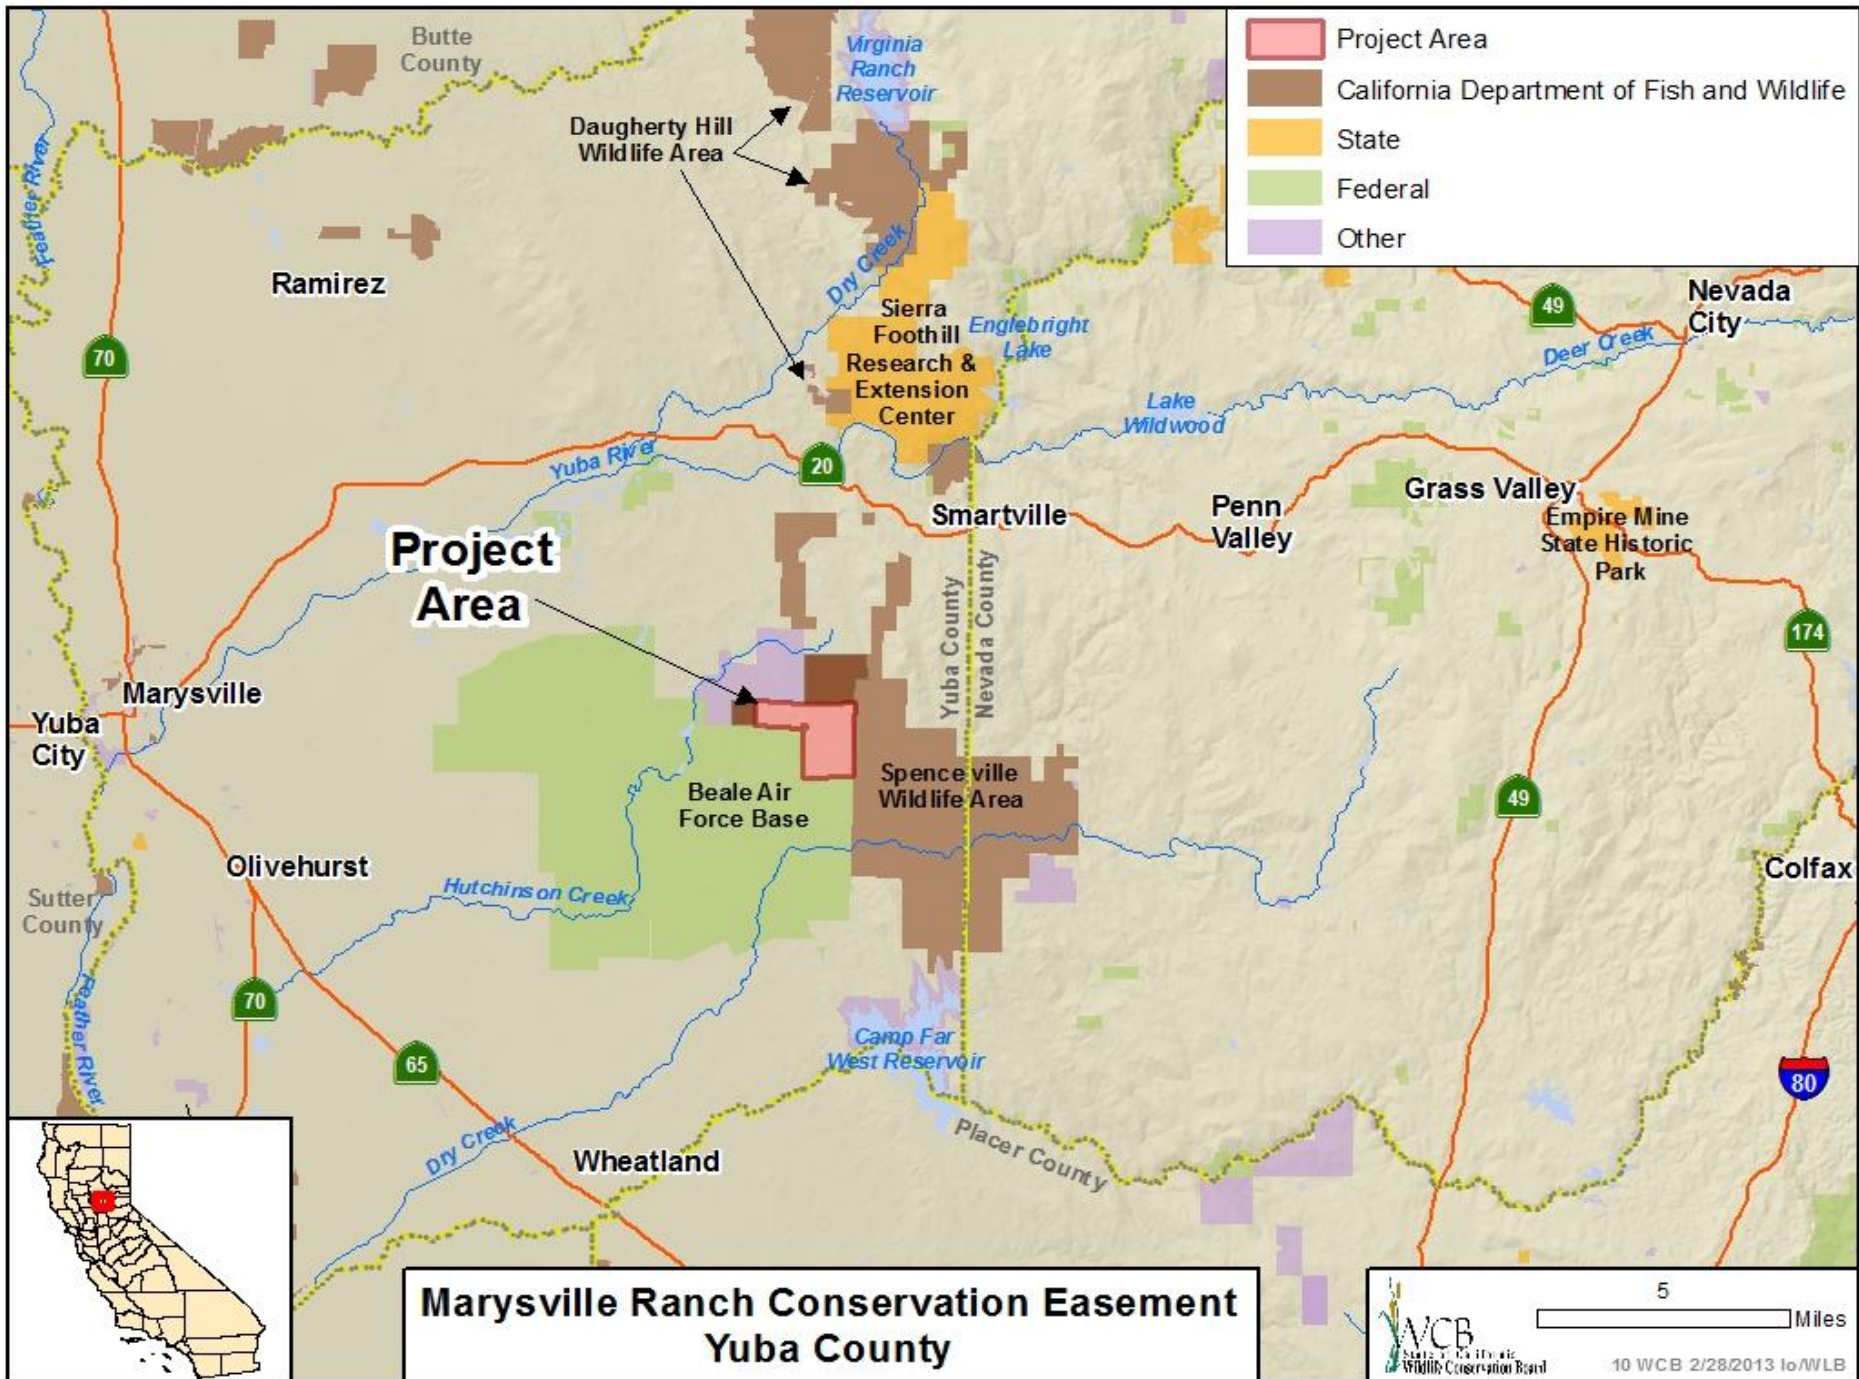 Project Area
California Department of Fish and Wildlife
State
Federal
Other
Butte
County
Virginia
Ranch
Reservoir
Daugherty Hill
Wildlife Area
Feather River
Ramirez
Dry Creek
Sierra
Foothill
Research &
Extension
Center
Englebright
Lake
49
Nevada
City
Deer Creek
70
Lake
Wildwood
Yuba River
20
Smartville
Penn
Valley
Grass Valley
Empire Mine
State Historic
Park
Project
Area
Yuba County
Nevada County
174
Marysville
Yuba
City
Beale Air
Force Base
Spenceville
Wildlife Area
49
Olivehurst
Colfax
Hutchinson Creek
Sutter
County
Feather River
70
65
Camp Far
West Reservoir
80
Dry Creek
Wheatland
Placer County
Marysville Ranch Conservation Easement
Yuba County
5
Miles
WCB
State of California
Wildlife Conservation Board
10 WCB 2/28/2013 lo/WLB